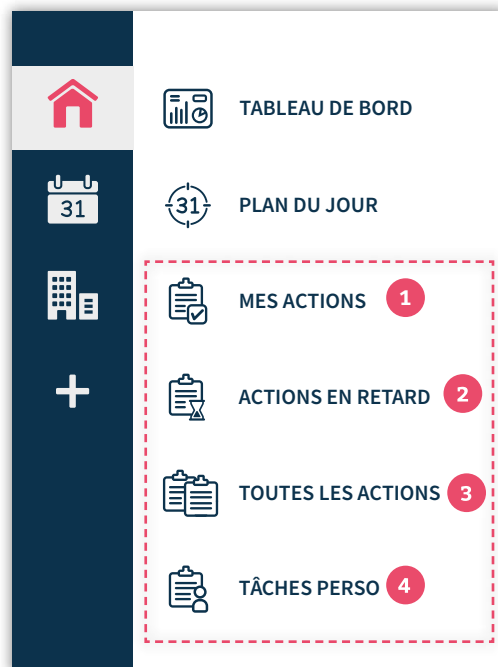 TABLEAU DE BORD
31
31
PLAN DU JOUR
MES ACTIONS 1
ACTIONS EN RETARD 2
TOUTES LES ACTIONS 3
TÂCHES PERSO 4